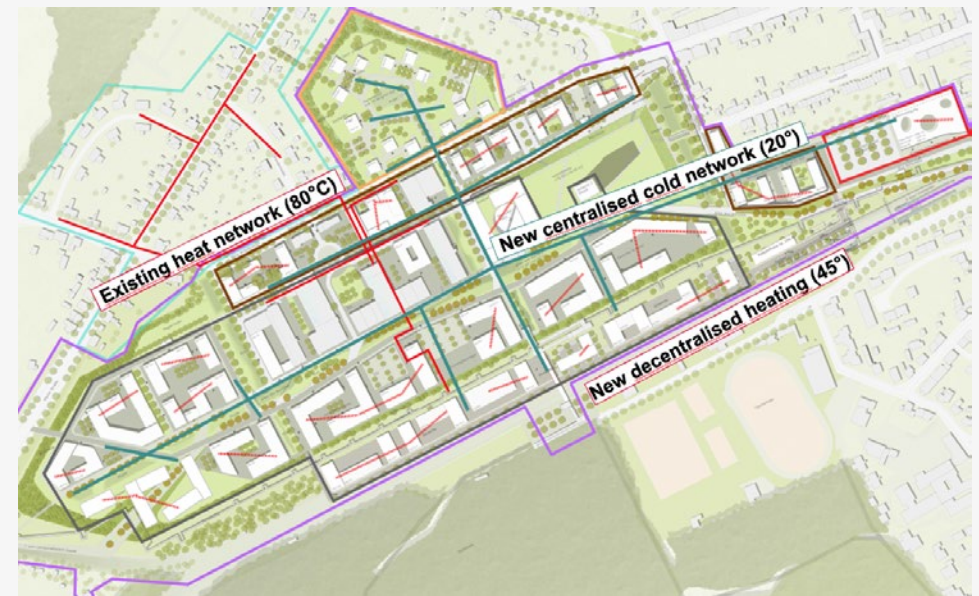 Existing heat network (80°C)
New centralised cold network (20°)
New decentralised heating (45°)